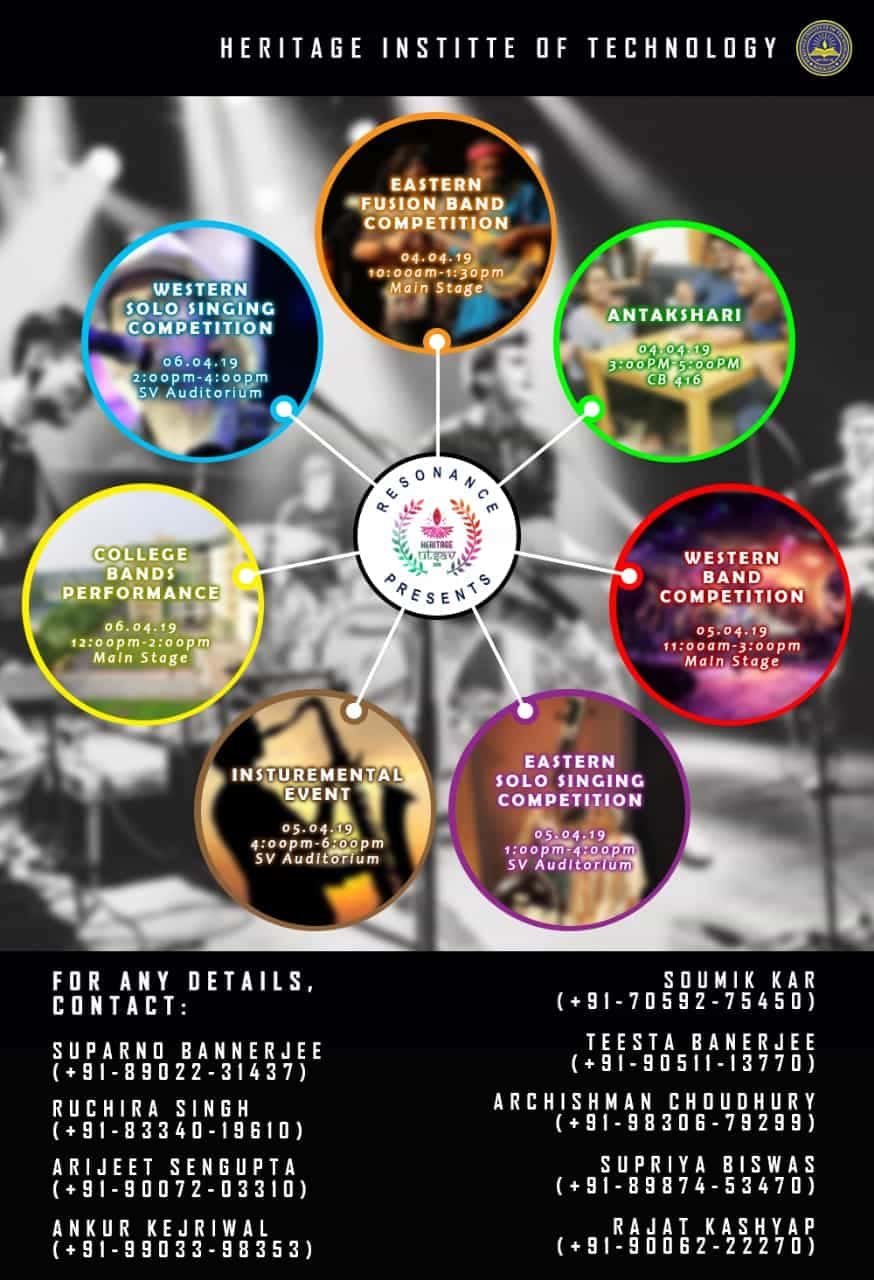 HERITAGE INSTITTE OF TECHNOLOGY
EASTERN
FUSION BAND
COMPETITION
04.04.19
10:00am-1:30pm
Main Stage
WESTERN
SOLO SINGING
COMPETITION
06.04.19
2:00pm-4:00pm
SV Auditorium
ANTAKSHARI
04.04.19
3:00PM-5:00PM
CB 416
RESONANCE
HERITAGE
PRESENTS
COLLEGE
BANDS
PERFORMANCE
06.04.19
12:00pm-2:00pm
Main Stage
WESTERN
BAND
COMPETITION
05.04.19
11:00am-3:00pm
Main Stage
INSTUREMENTAL
EVENT
05.04.19
4:00pm-6:00pm
SV Auditorium
EASTERN
SOLO SINGING
COMPETITION
05.04.19
1:00pm-4:00pm
SV Auditorium
FOR ANY DETAILS,
CONTACT:
SUPARNO BANNERJEE
(+91-89022-31437)
RUCHIRA SINGH
(+91-83340-19610)
ARIJEET SENGUPTA
(+91-90072-03310)
ANKUR KEJRIWAL
(+91-99033-98353)
SOUMIK KAR
(+91-70592-75450)
TEESTA BANERJEE
(+91-90511-13770)
ARCHISHMAN CHOUDHURY
(+91-98306-79299)
SUPRIYA BISWAS
(+91-89874-53470)
RAJAT KASHYAP
(+91-90062-22270)